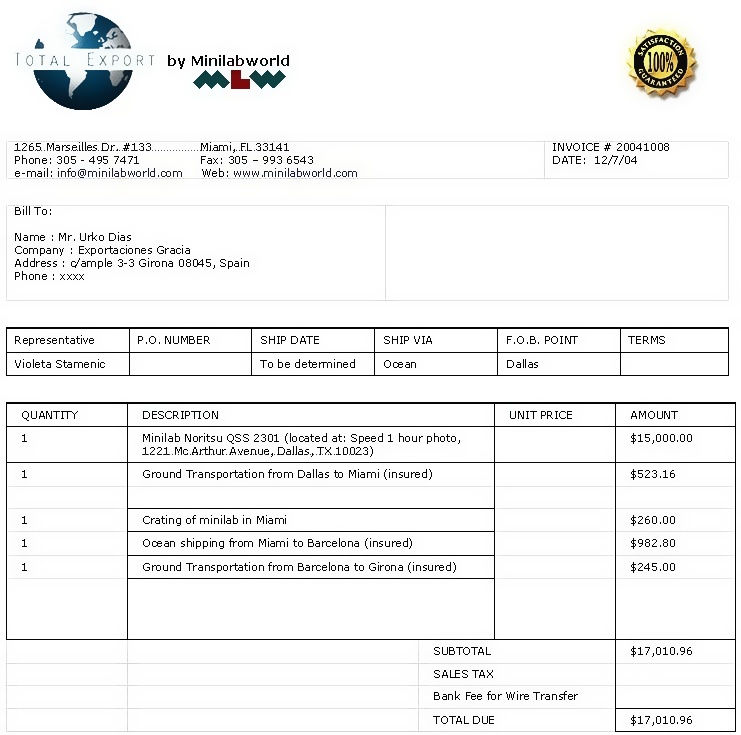 TOTAL EXPORT by Minilabworld
MLW
SATISFACTION
100%
GUARANTEED
1265 Marseilles Dr. #133...............Miami, FL 33141
Phone: 305 - 495 7471 Fax: 305 – 993 6543
e-mail: info@minilabworld.com Web: www.minilabworld.com
INVOICE # 20041008
DATE: 12/7/04
Bill To:
Name : Mr. Urko Dias
Company : Exportaciones Gracia
Address : c/ample 3-3 Girona 08045, Spain
Phone : xxxx
Representative P.O. NUMBER SHIP DATE SHIP VIA F.O.B. POINT TERMS
Violeta Stamenic To be determined Ocean Dallas
QUANTITY DESCRIPTION UNIT PRICE AMOUNT
1 Minilab Noritsu QSS 2301 (located at: Speed 1 hour photo, $15,000.00
1221 Mc Arthur Avenue, Dallas, TX 10023)
1 Ground Transportation from Dallas to Miami (insured) $523.16
1 Crating of minilab in Miami $260.00
1 Ocean shipping from Miami to Barcelona (insured) $982.80
1 Ground Transportation from Barcelona to Girona (insured) $245.00
SUBTOTAL $17,010.96
SALES TAX
Bank Fee for Wire Transfer
TOTAL DUE $17,010.96